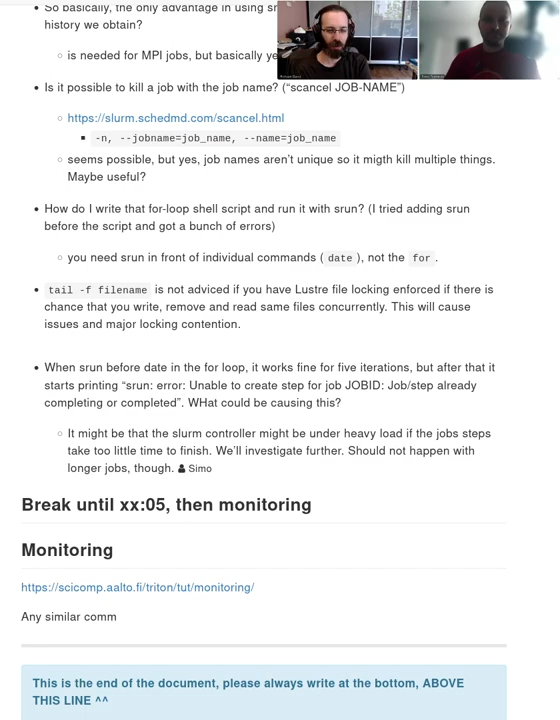 So basically, the only advantage in using sr
history we obtain?
is needed for MPI jobs, but basically ye
Is it possible to kill a job with the job name? (“scancel JOB-NAME”)
https://slurm.schedmd.com/scancel.html
-n, --jobname=job_name, --name=job_name
seems possible, but yes, job names aren’t unique so it migth kill multiple things.
Maybe useful?
How do I write that for-loop shell script and run it with srun? (I tried adding srun
before the script and got a bunch of errors)
you need srun in front of individual commands ( date ), not the for .
tail -f filename is not adviced if you have Lustre file locking enforced if there is
chance that you write, remove and read same files concurrently. This will cause
issues and major locking contention.
When srun before date in the for loop, it works fine for five iterations, but after that it
starts printing “srun: error: Unable to create step for job JOBID: Job/step already
completing or completed”. WHat could be causing this?
It might be that the slurm controller might be under heavy load if the jobs steps
take too little time to finish. We’ll investigate further. Should not happen with
longer jobs, though. Simo
Break until xx:05, then monitoring
Monitoring
https://scicomp.aalto.fi/triton/tut/monitoring/
Any similar comm
This is the end of the document, please always write at the bottom, ABOVE
THIS LINE ^^